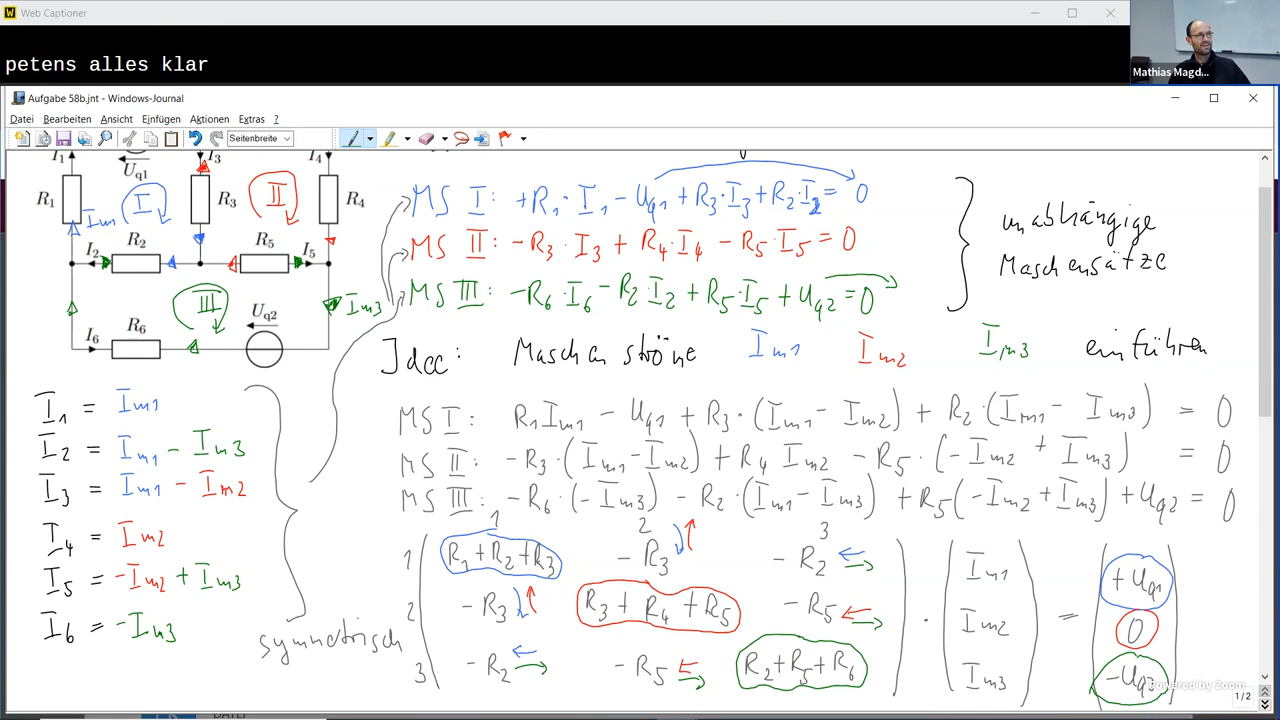 Web Captioner
petens alles klar
Mathias Magd...
Aufgabe 58b.jnt - Windows-Journal
Datei Bearbeiten Ansicht Einfügen Aktionen Extras ?
Seitenbreite
I1 Uq1 I3 I4
R1 I R3 II R4
Im1
I2 R2 R5 I5
III Im3
R6 Uq2
I6
MS I: +R1·I1 - Uq1 + R3·I3 + R2·I2 = 0
MS II: -R3·I3 + R4·I4 - R5·I5 = 0
MS III: -R6·I6 - R2·I2 + R5·I5 + Uq2 = 0
unabhängige
Maschensätze
Idee: Maschenströme Im1 Im2 Im3 einführen
I1 = Im1
I2 = Im1 - Im3
I3 = Im1 - Im2
I4 = Im2
I5 = -Im2 + Im3
I6 = -Im3
symmetrisch
MS I: R1 Im1 - Uq1 + R3·(Im1 - Im2) + R2·(Im1 - Im3) = 0
MS II: -R3·(Im1 - Im2) + R4 Im2 - R5·(-Im2 + Im3) = 0
MS III: -R6·(-Im3) - R2·(Im1 - Im3) + R5(-Im2 + Im3) + Uq2 = 0
1 2 3
1 R1+R2+R3 -R3 -R2 Im1 +Uq1
2 -R3 R3+R4+R5 -R5 · Im2 = 0
3 -R2 -R5 R2+R5+R6 Im3 -Uq2
Powered by Zoom
1/2